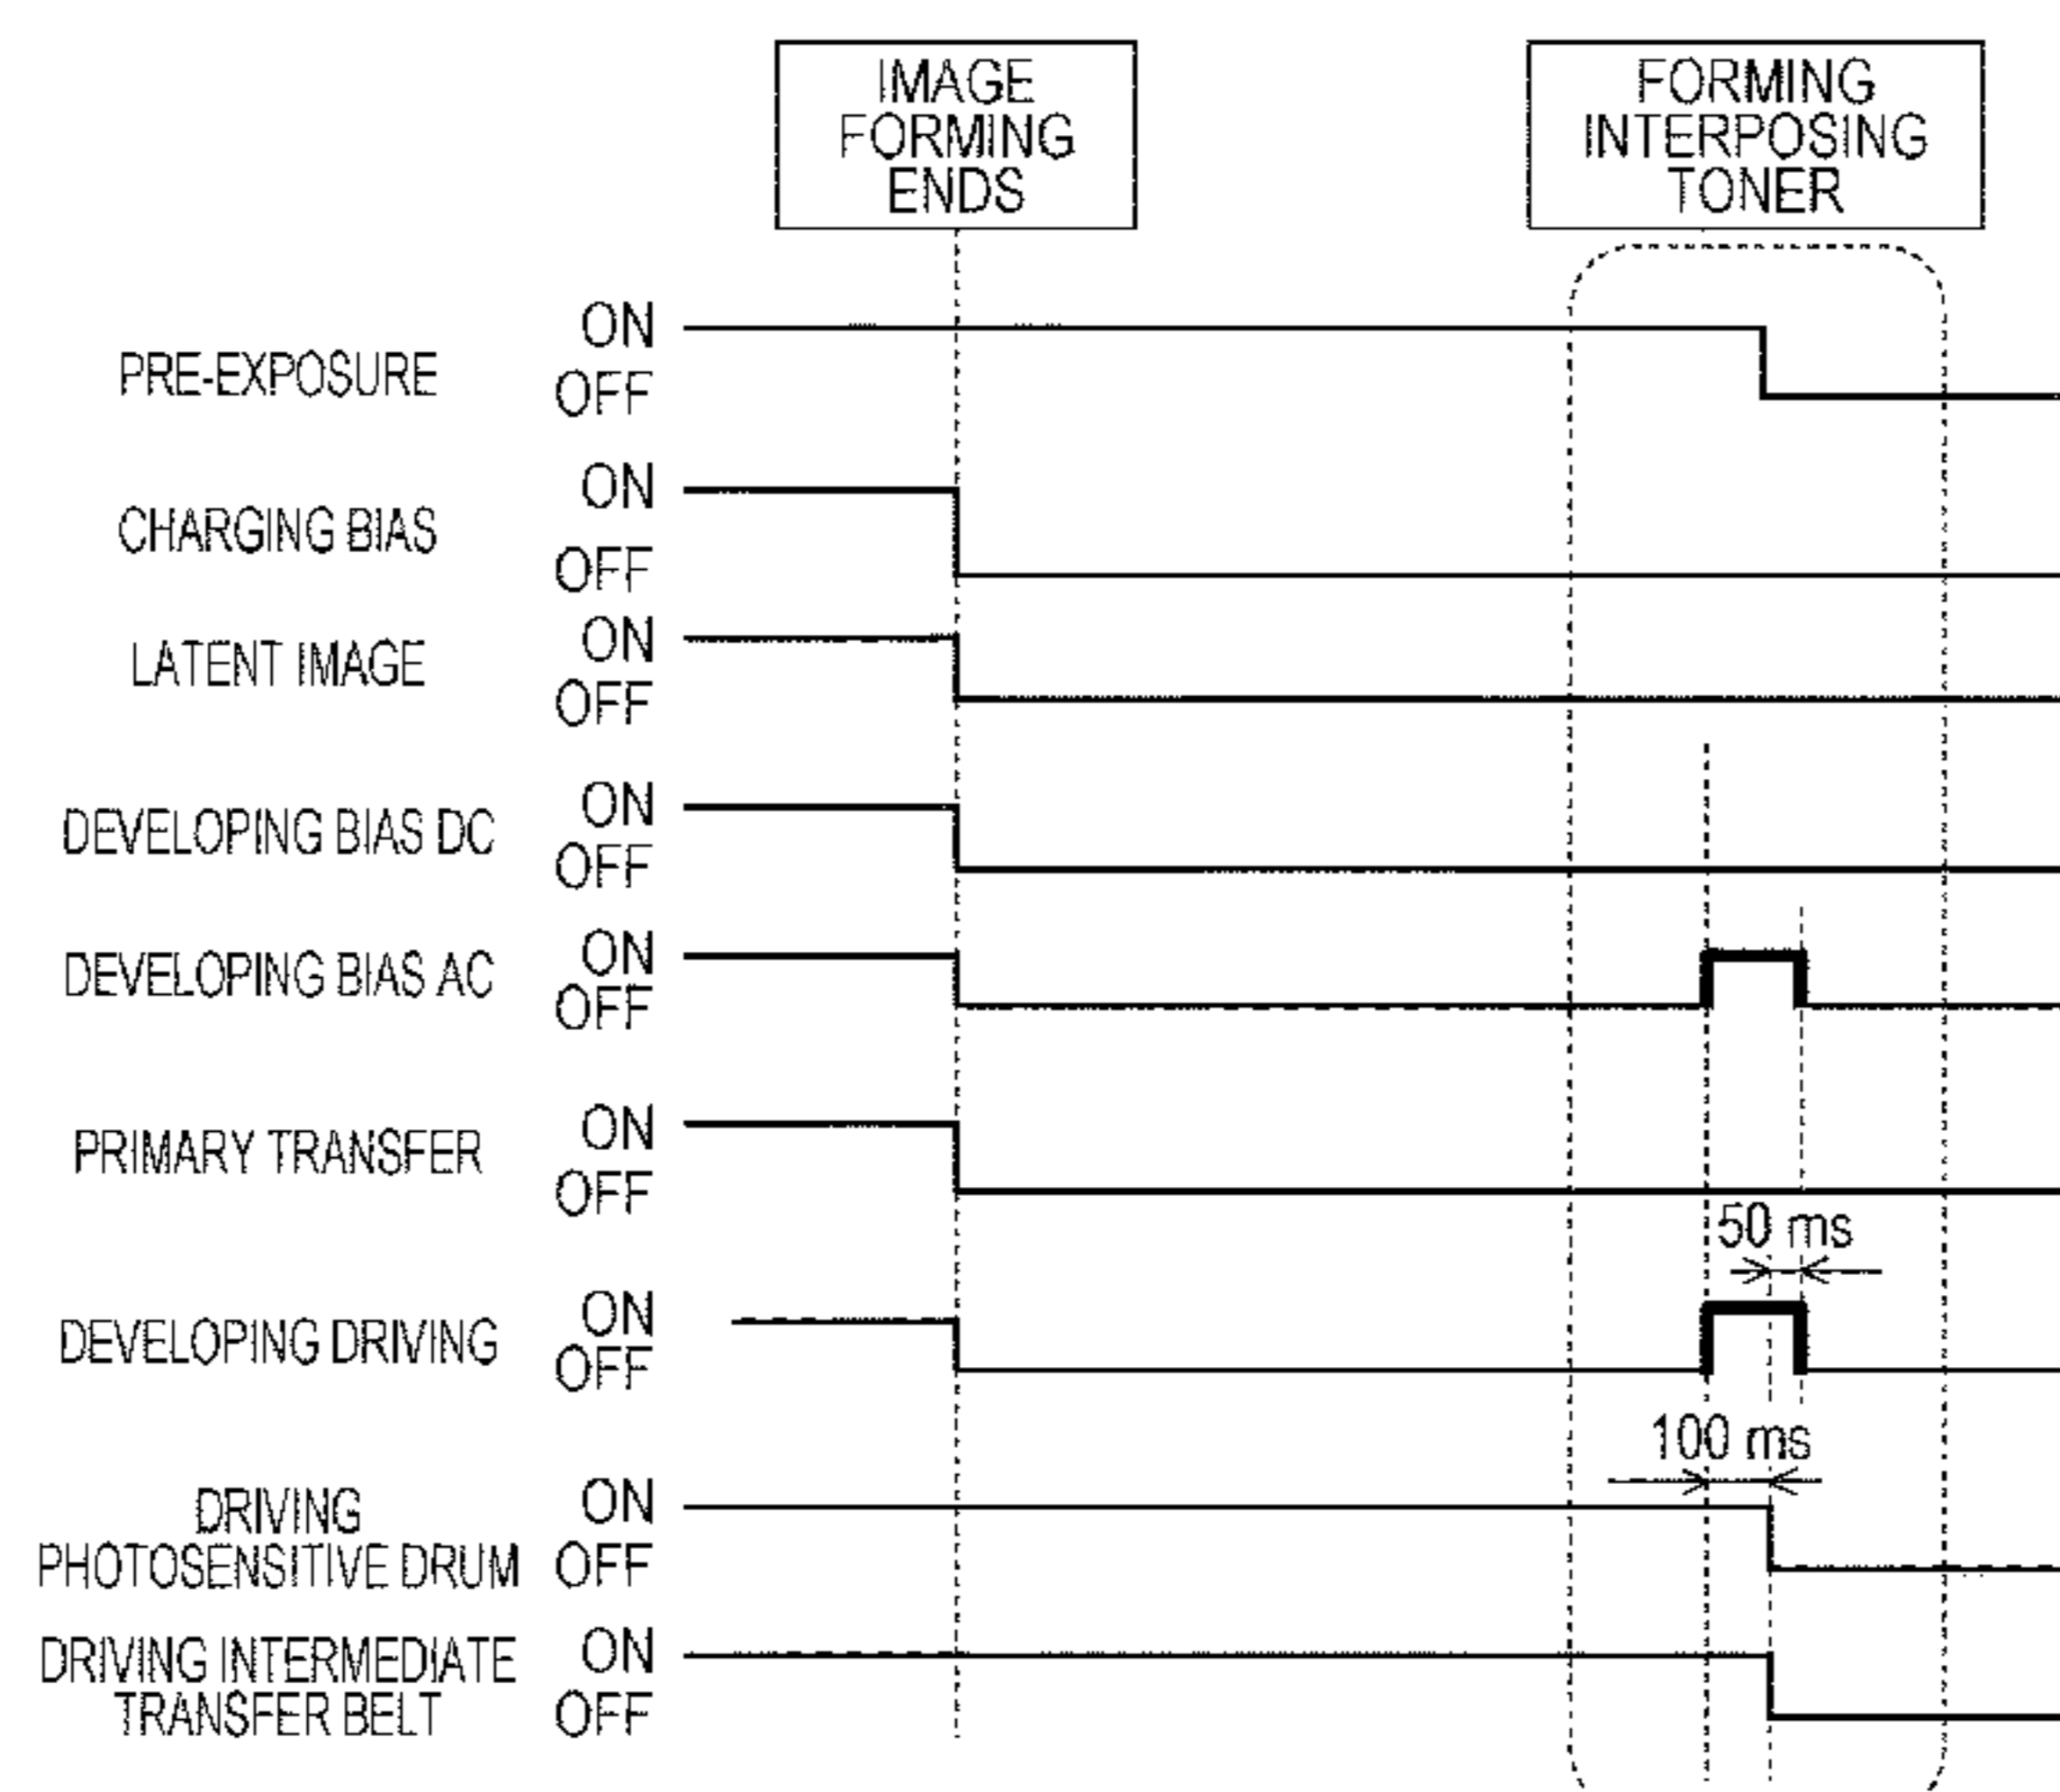 IMAGE
FORMING
ENDS
FORMING
INTERPOSING
TONER
PRE-EXPOSURE
ON
OFF
CHARGING BIAS
ON
OFF
LATENT IMAGE
ON
OFF
DEVELOPING BIAS DC
ON
OFF
DEVELOPING BIAS AC
ON
OFF
PRIMARY TRANSFER
ON
OFF
50 ms
DEVELOPING DRIVING
ON
OFF
100 ms
DRIVING
PHOTOSENSITIVE DRUM
ON
OFF
DRIVING INTERMEDIATE
TRANSFER BELT
ON
OFF